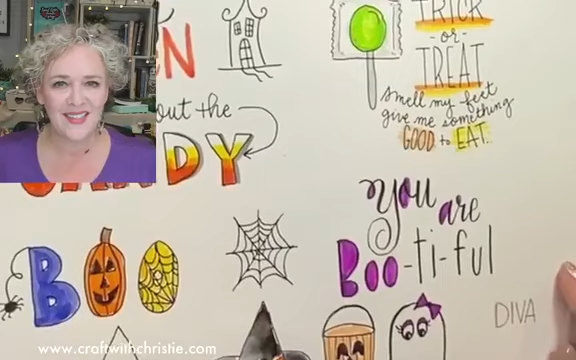 EN
TRICK
-or-
TREAT
smell my feet
give me something
GOOD to EAT.
out the
DY
You are
Boo-ti-ful
BOO
DIVA
www.craftwithchristie.com